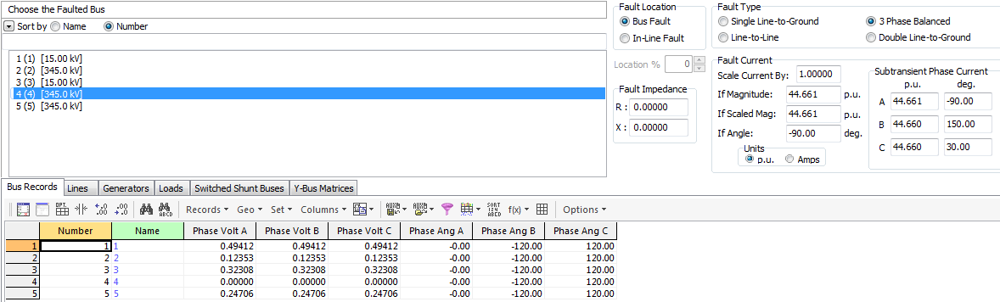 Choose the Faulted Bus
Sort by Name Number
1 (1) [15.00 kV]
2 (2) [345.0 kV]
3 (3) [15.00 kV]
4 (4) [345.0 kV]
5 (5) [345.0 kV]
Fault Location
Bus Fault
In-Line Fault
Location % 0
Fault Impedance
R : 0.00000
X : 0.00000
Fault Type
Single Line-to-Ground 3 Phase Balanced
Line-to-Line Double Line-to-Ground
Fault Current
Scale Current By: 1.00000
If Magnitude: 44.661 p.u.
If Scaled Mag: 44.661 p.u.
If Angle: -90.00 deg.
Units
p.u. Amps
Subtransient Phase Current
p.u. deg.
A 44.661 -90.00
B 44.660 150.00
C 44.660 30.00
Bus Records Lines Generators Loads Switched Shunt Buses Y-Bus Matrices
Records Geo Set Columns f(x) Options
Number Name Phase Volt A Phase Volt B Phase Volt C Phase Ang A Phase Ang B Phase Ang C
1 1 1 0.49412 0.49412 0.49412 -0.00 -120.00 120.00
2 2 2 0.12353 0.12353 0.12353 -0.00 -120.00 120.00
3 3 3 0.32308 0.32308 0.32308 -0.00 -120.00 120.00
4 4 4 0.00000 0.00000 0.00000 -0.00 -120.00 120.00
5 5 5 0.24706 0.24706 0.24706 -0.00 -120.00 120.00